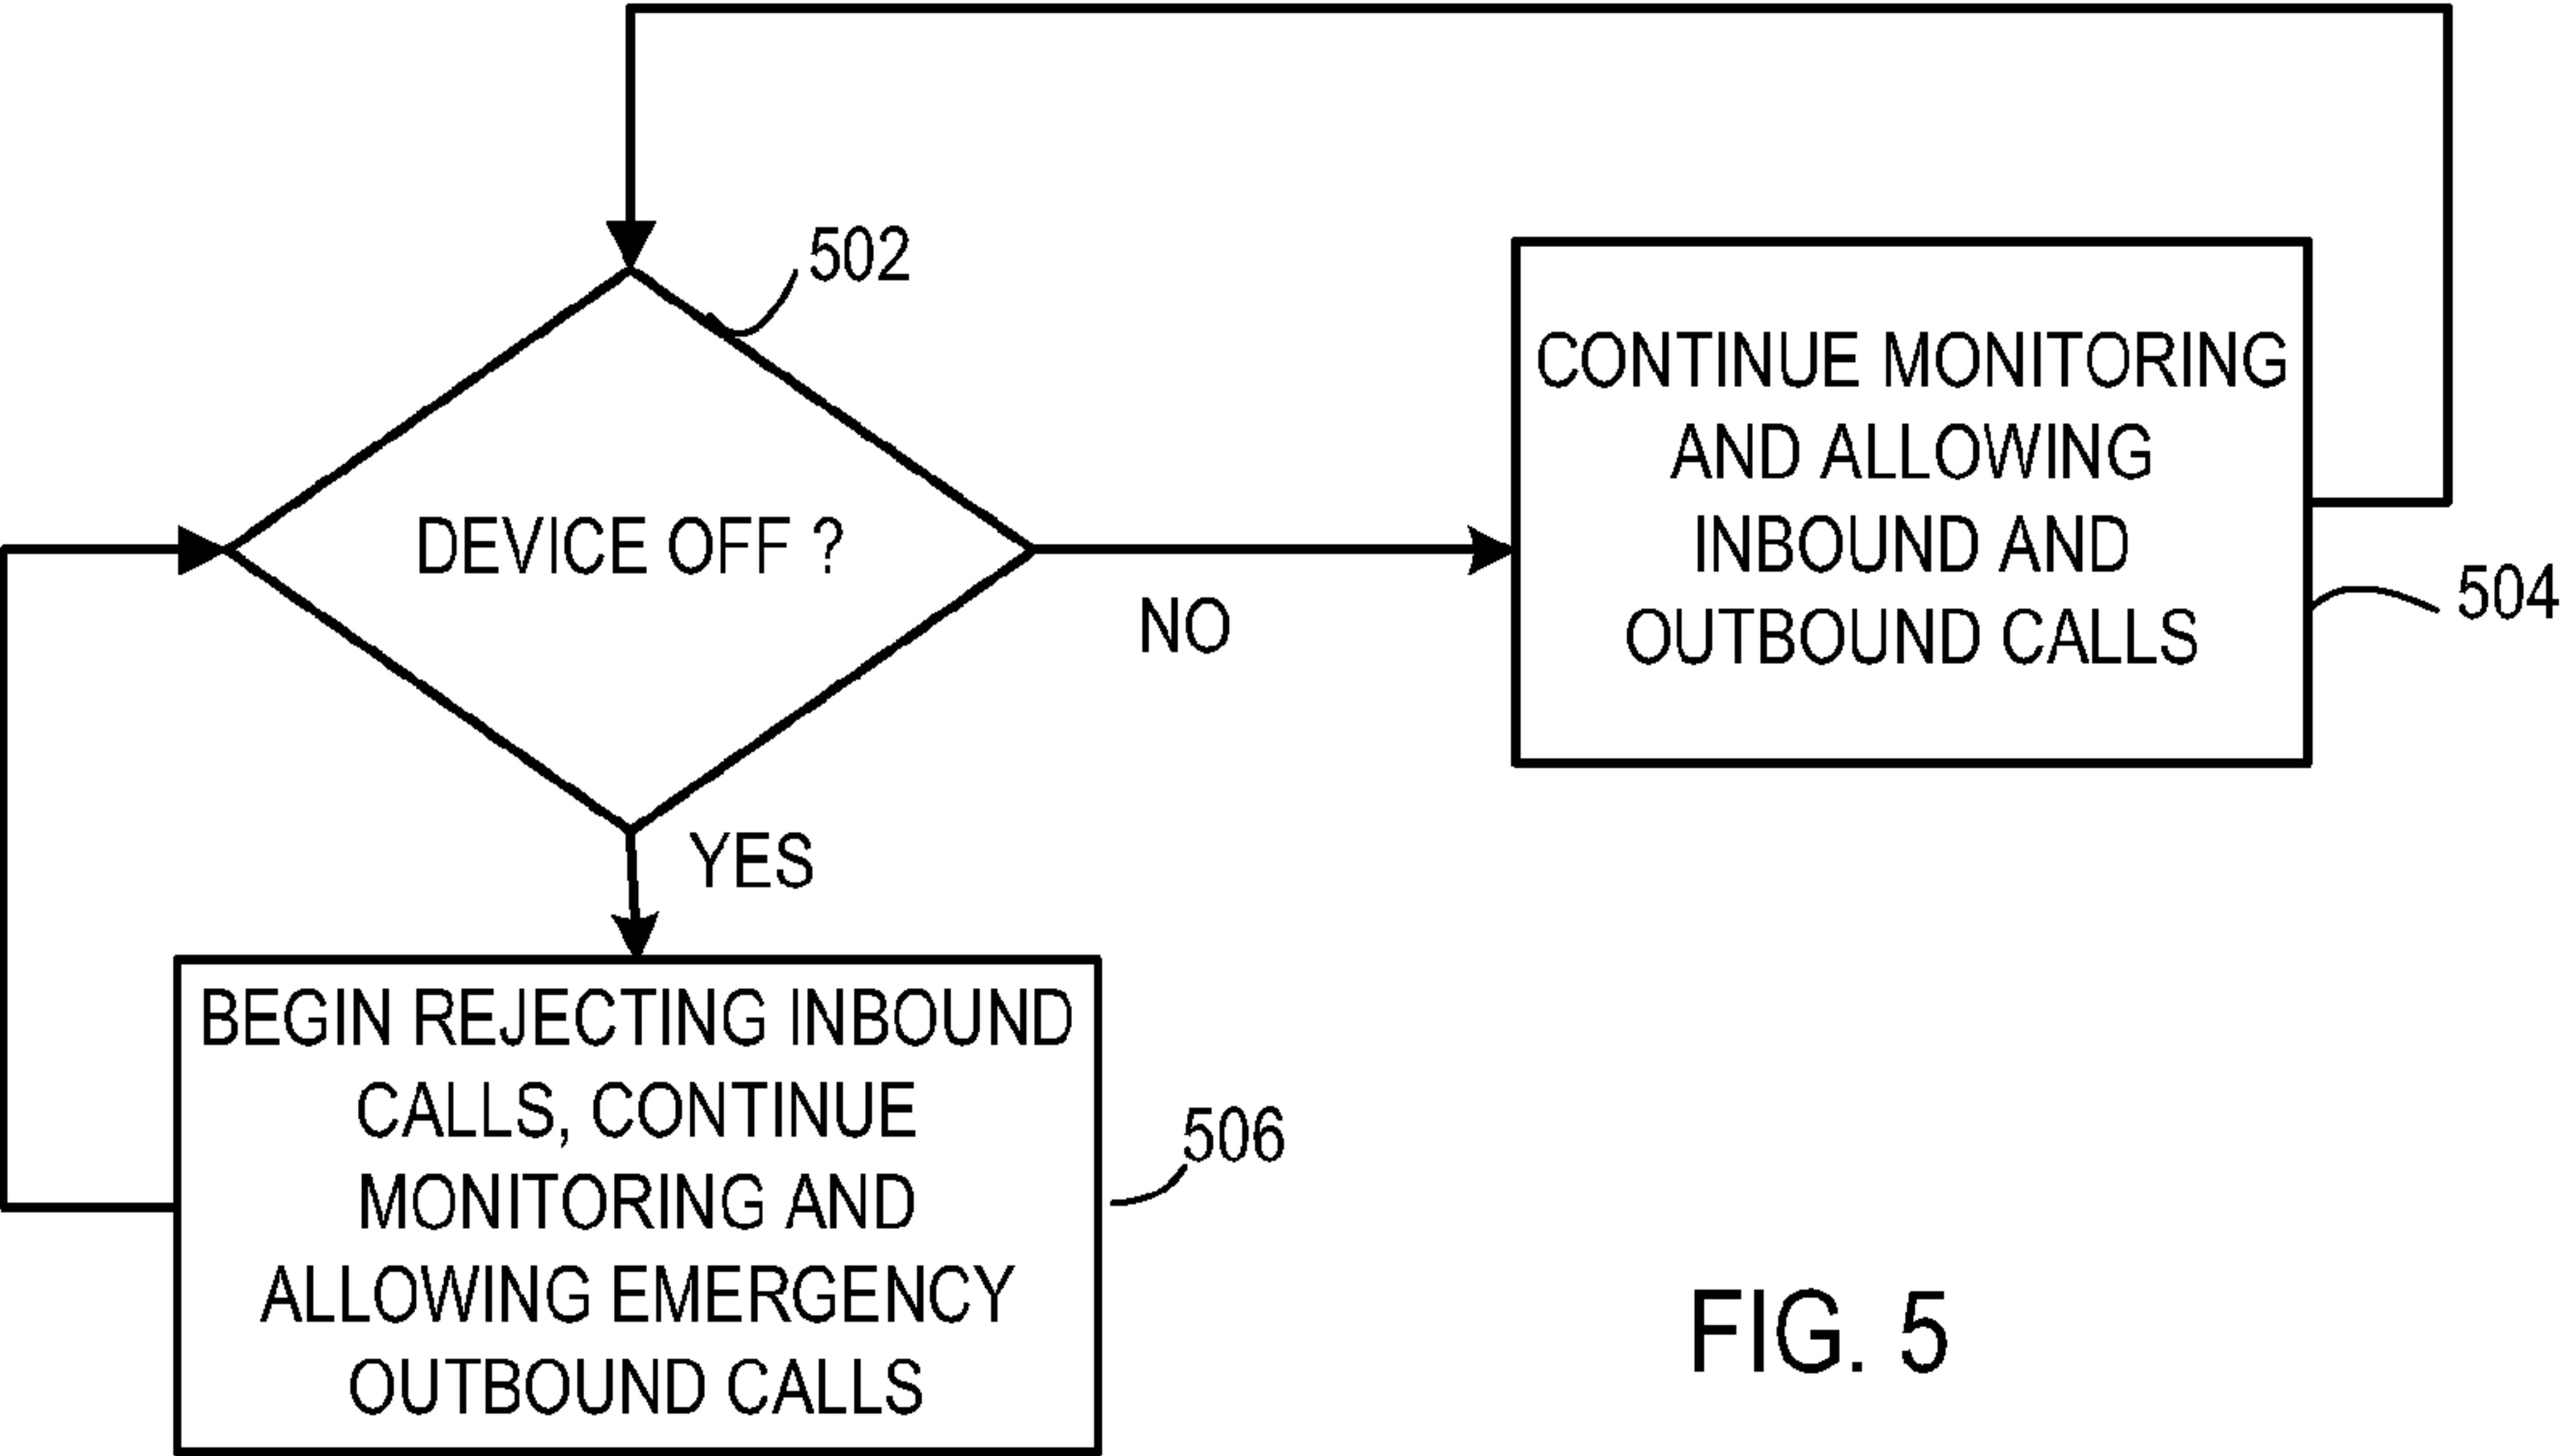 502
DEVICE OFF ?
NO
YES
CONTINUE MONITORING
AND ALLOWING
INBOUND AND
OUTBOUND CALLS
504
BEGIN REJECTING INBOUND
CALLS, CONTINUE
MONITORING AND
ALLOWING EMERGENCY
OUTBOUND CALLS
506
FIG. 5